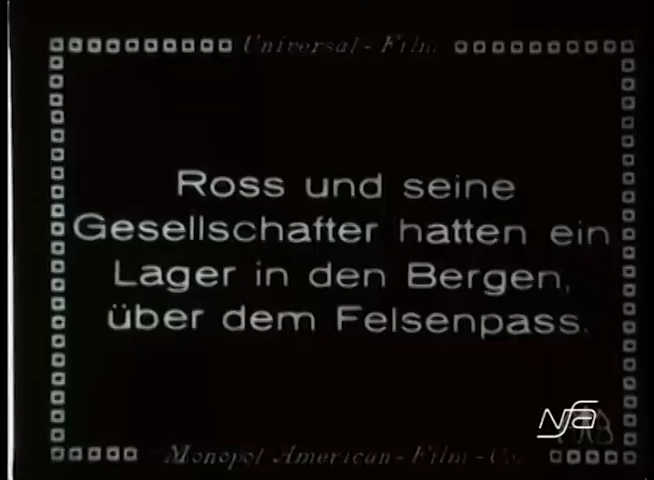 Universal-Film
Ross und seine
Gesellschafter hatten ein
Lager in den Bergen,
über dem Felsenpass.
Monopol American-Film-Co.
nfa